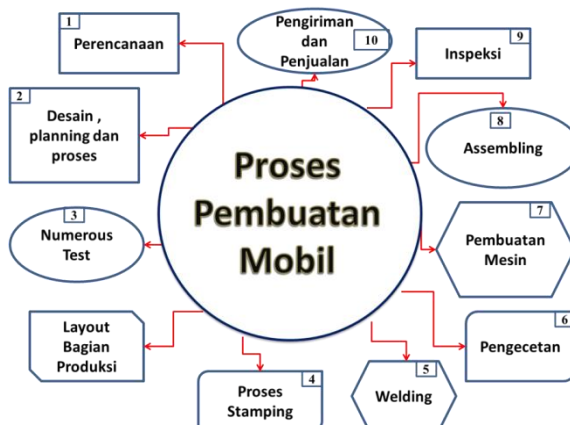 Proses
Pembuatan
Mobil
1
Perencanaan
2
Desain ,
planning dan
proses
3
Numerous
Test
Layout
Bagian
Produksi
4
Proses
Stamping
5
Welding
6
Pengecetan
7
Pembuatan
Mesin
8
Assembling
9
Inspeksi
10
Pengiriman
dan
Penjualan